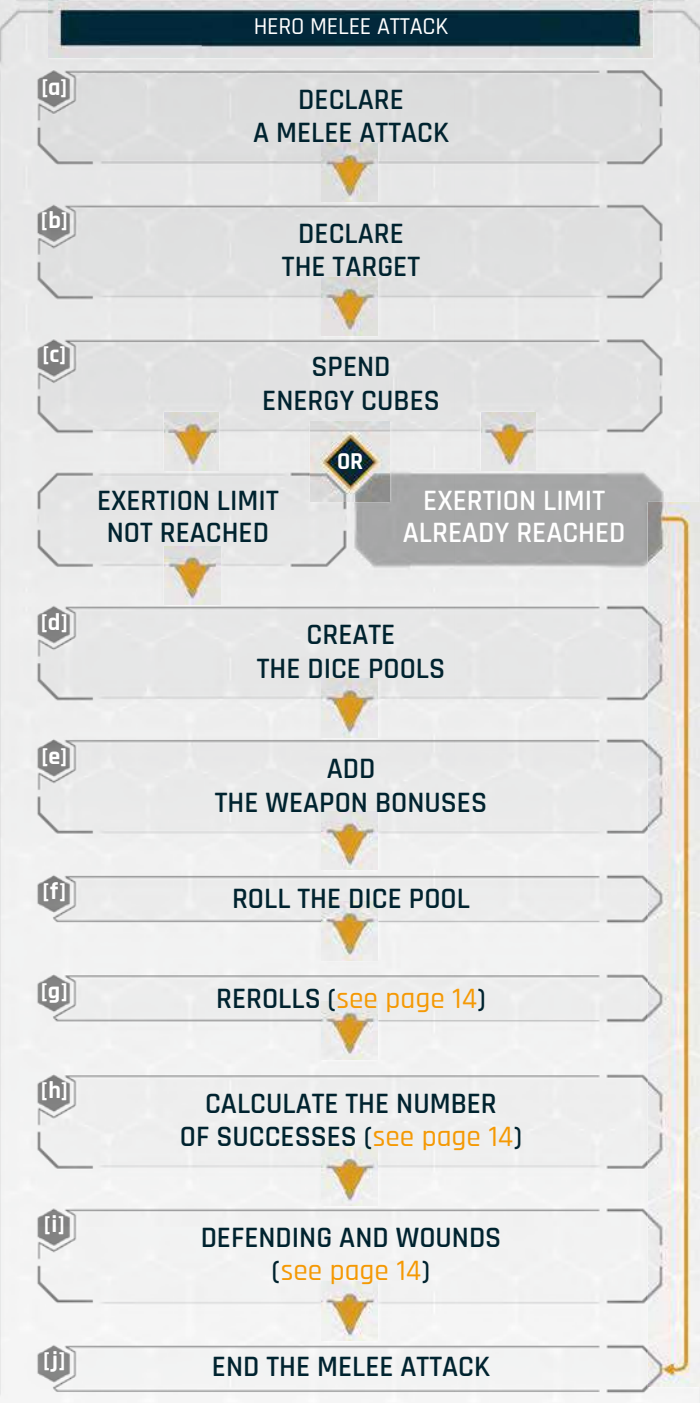 HERO MELEE ATTACK
[a]
DECLARE
A MELEE ATTACK
[b]
DECLARE
THE TARGET
[c]
SPEND
ENERGY CUBES
OR
EXERTION LIMIT
NOT REACHED
EXERTION LIMIT
ALREADY REACHED
[d]
CREATE
THE DICE POOLS
[e]
ADD
THE WEAPON BONUSES
[f]
ROLL THE DICE POOL
[g]
REROLLS (see page 14)
[h]
CALCULATE THE NUMBER
OF SUCCESSES (see page 14)
[i]
DEFENDING AND WOUNDS
(see page 14)
[j]
END THE MELEE ATTACK